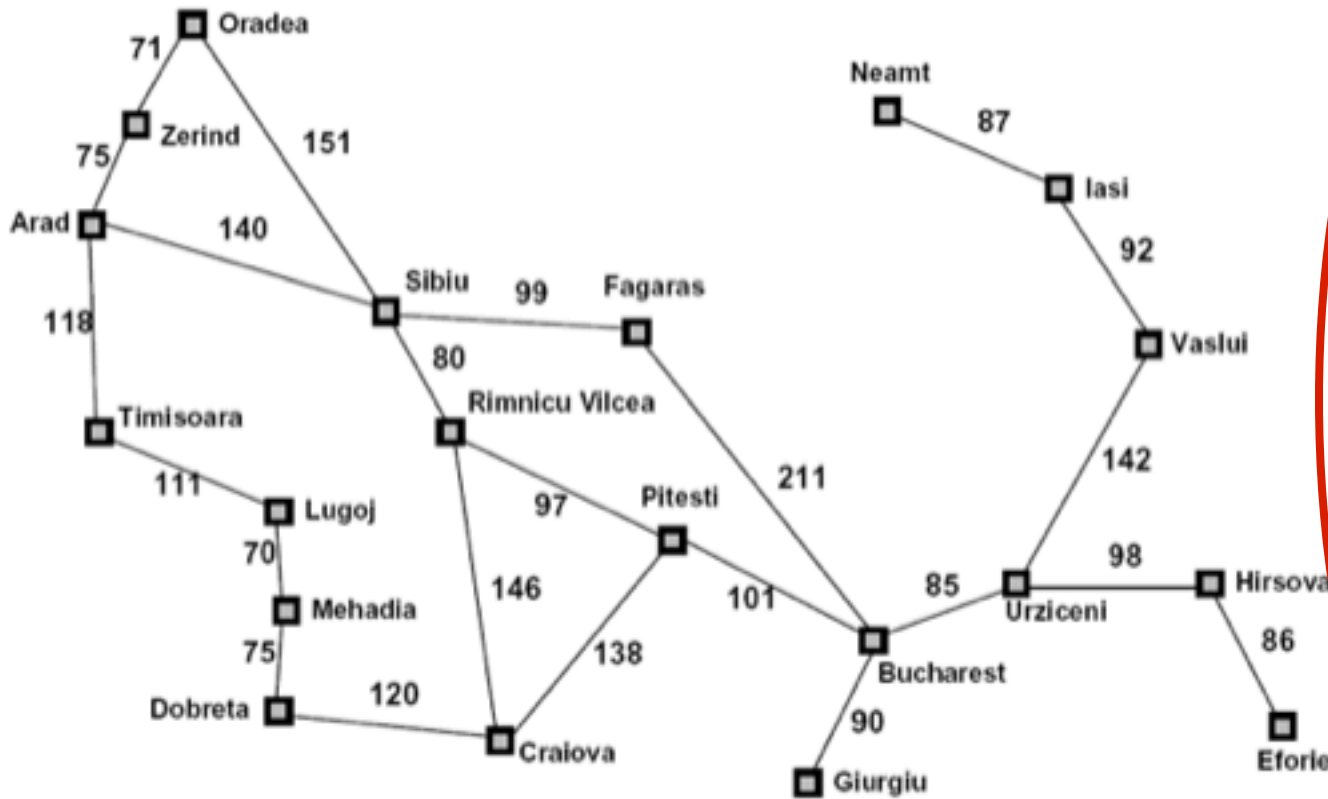 Oradea
71
Neamt
87
Zerind
151
75
Iasi
Arad
140
92
Sibiu
99
Fagaras
118
Vaslui
80
Rimnicu Vilcea
Timisoara
142
211
111
Pitesti
Lugoj
97
70
98
Hirsova
146
85
101
Urziceni
Mehadia
86
138
75
Bucharest
120
Dobreta
90
Craiova
Eforie
Giurgiu